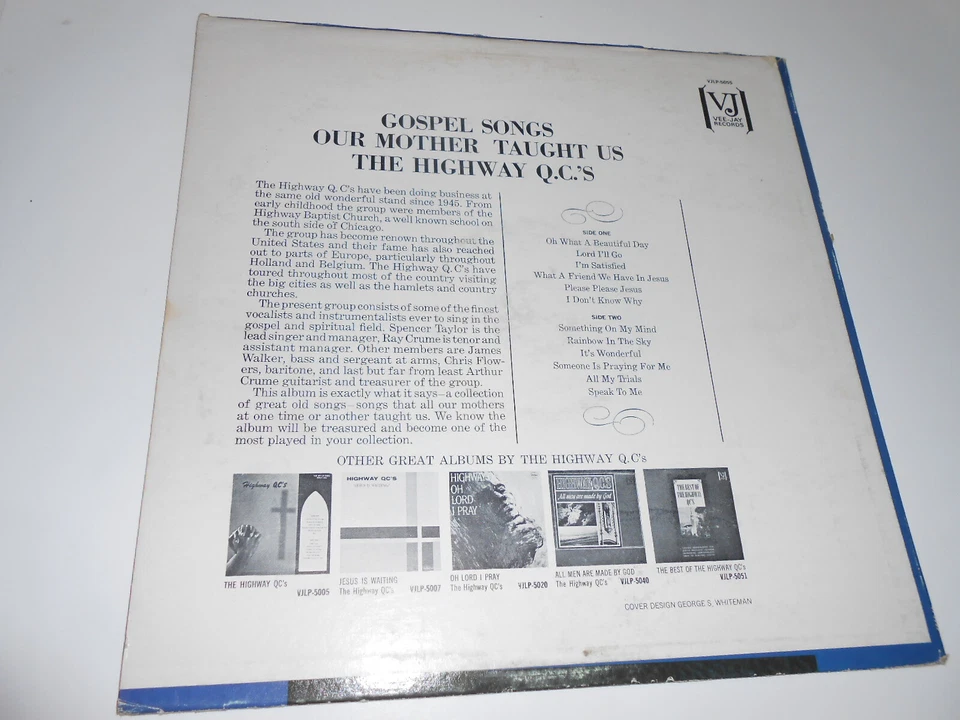 VJLP-5055
VJ
VEE-JAY
RECORDS
GOSPEL SONGS
OUR MOTHER TAUGHT US
THE HIGHWAY Q.C.'S
The Highway Q. C's have been doing business at
the same old wonderful stand since 1945. From
early childhood the group were members of the
Highway Baptist Church, a well known school on
the south side of Chicago.
The group has become renown throughout the
United States and their fame has also reached
out to parts of Europe, particularly throughout
Holland and Belgium. The Highway Q. C's have
toured throughout most of the country visiting
the big cities as well as the hamlets and country
churches.
The present group consists of some of the finest
vocalists and instrumentalists ever to sing in the
gospel and spiritual field. Spencer Taylor is the
lead singer and manager, Ray Crume is tenor and
assistant manager. Other members are James
Walker, bass and sergeant at arms, Chris Flow-
ers, baritone, and last but far from least Arthur
Crume guitarist and treasurer of the group.
This album is exactly what it says—a collection
of great old songs—songs that all our mothers
at one time or another taught us. We know the
album will be treasured and become one of the
most played in your collection.
SIDE ONE
Oh What A Beautiful Day
Lord I'll Go
I'm Satisfied
What A Friend We Have In Jesus
Please Please Jesus
I Don't Know Why
SIDE TWO
Something On My Mind
Rainbow In The Sky
It's Wonderful
Someone Is Praying For Me
All My Trials
Speak To Me
OTHER GREAT ALBUMS BY THE HIGHWAY Q.C's
Highway QC's
HIGHWAY QC'S
HIGHWAY QC'S
OH
LORD
I PRAY
HIGHWAY Q.C.'S
All men are made by God
THE BEST OF
THE HIGHWAY
QC'S
THE HIGHWAY QC's
VJLP-5005
JESUS IS WAITING
The Highway QC's VJLP-5007
OH LORD I PRAY
The Highway QC's VJLP-5020
ALL MEN ARE MADE BY GOD
The Highway QC's VJLP-5040
THE BEST OF THE HIGHWAY QC's
VJLP-5051
COVER DESIGN GEORGE S. WHITEMAN